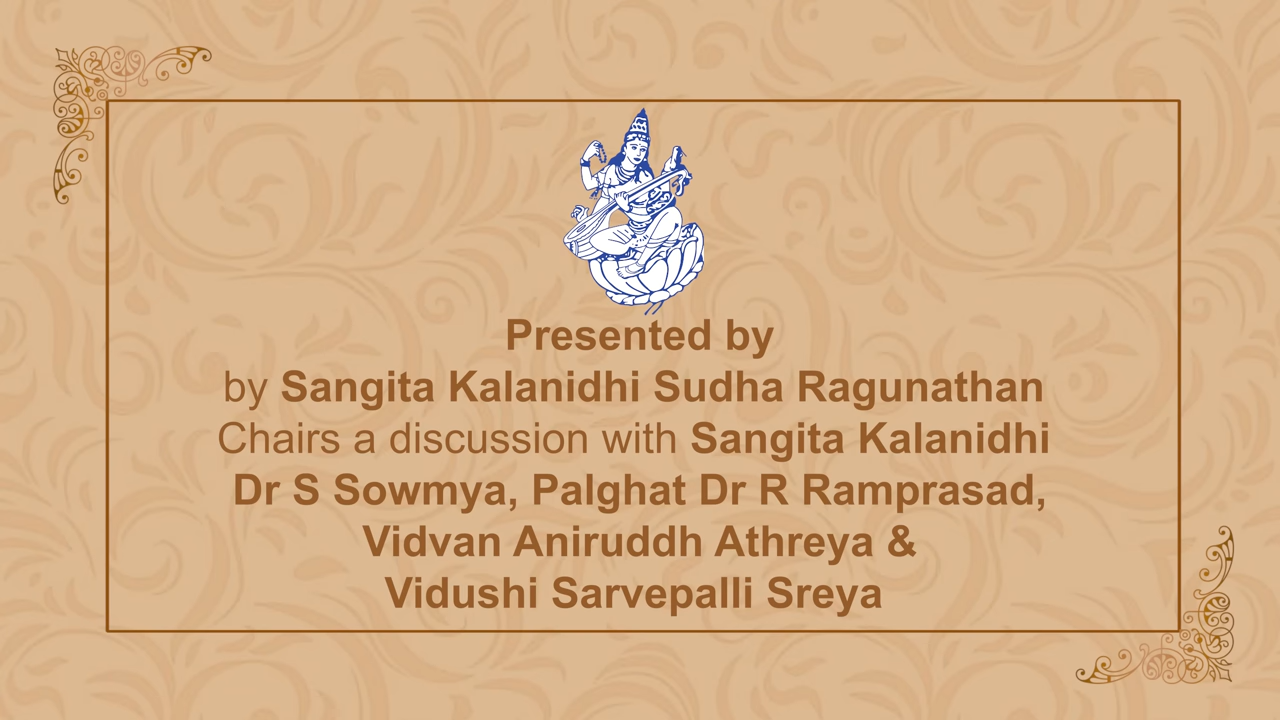 Presented by
by Sangita Kalanidhi Sudha Ragunathan
Chairs a discussion with Sangita Kalanidhi
Dr S Sowmya, Palghat Dr R Ramprasad,
Vidvan Aniruddh Athreya &
Vidushi Sarvepalli Sreya